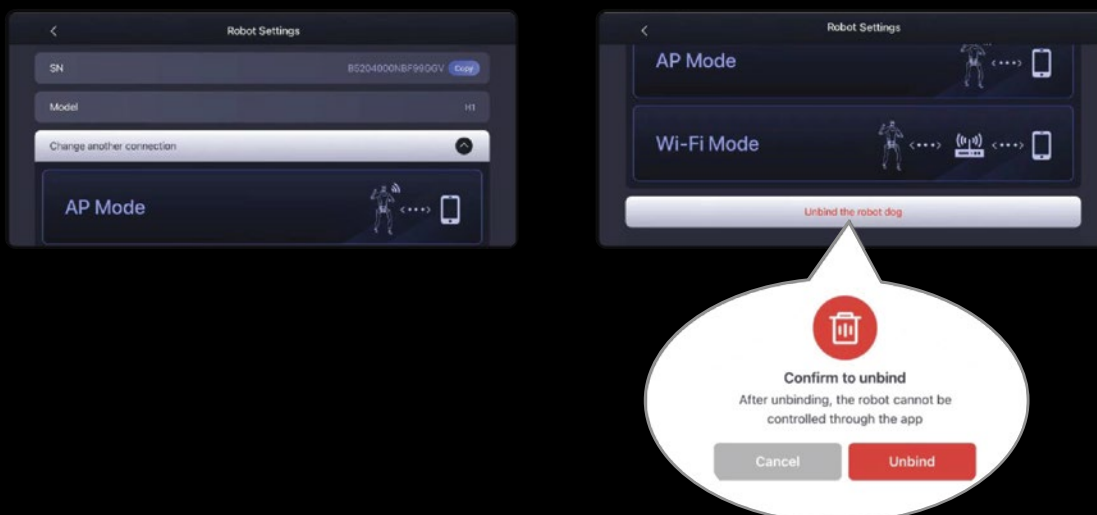 Robot Settings
SN
BS204000NBF99GGV Copy
Model
H1
Change another connection
AP Mode
Robot Settings
AP Mode
Wi-Fi Mode
Unbind the robot dog
Confirm to unbind
After unbinding, the robot cannot be
controlled through the app
Cancel
Unbind